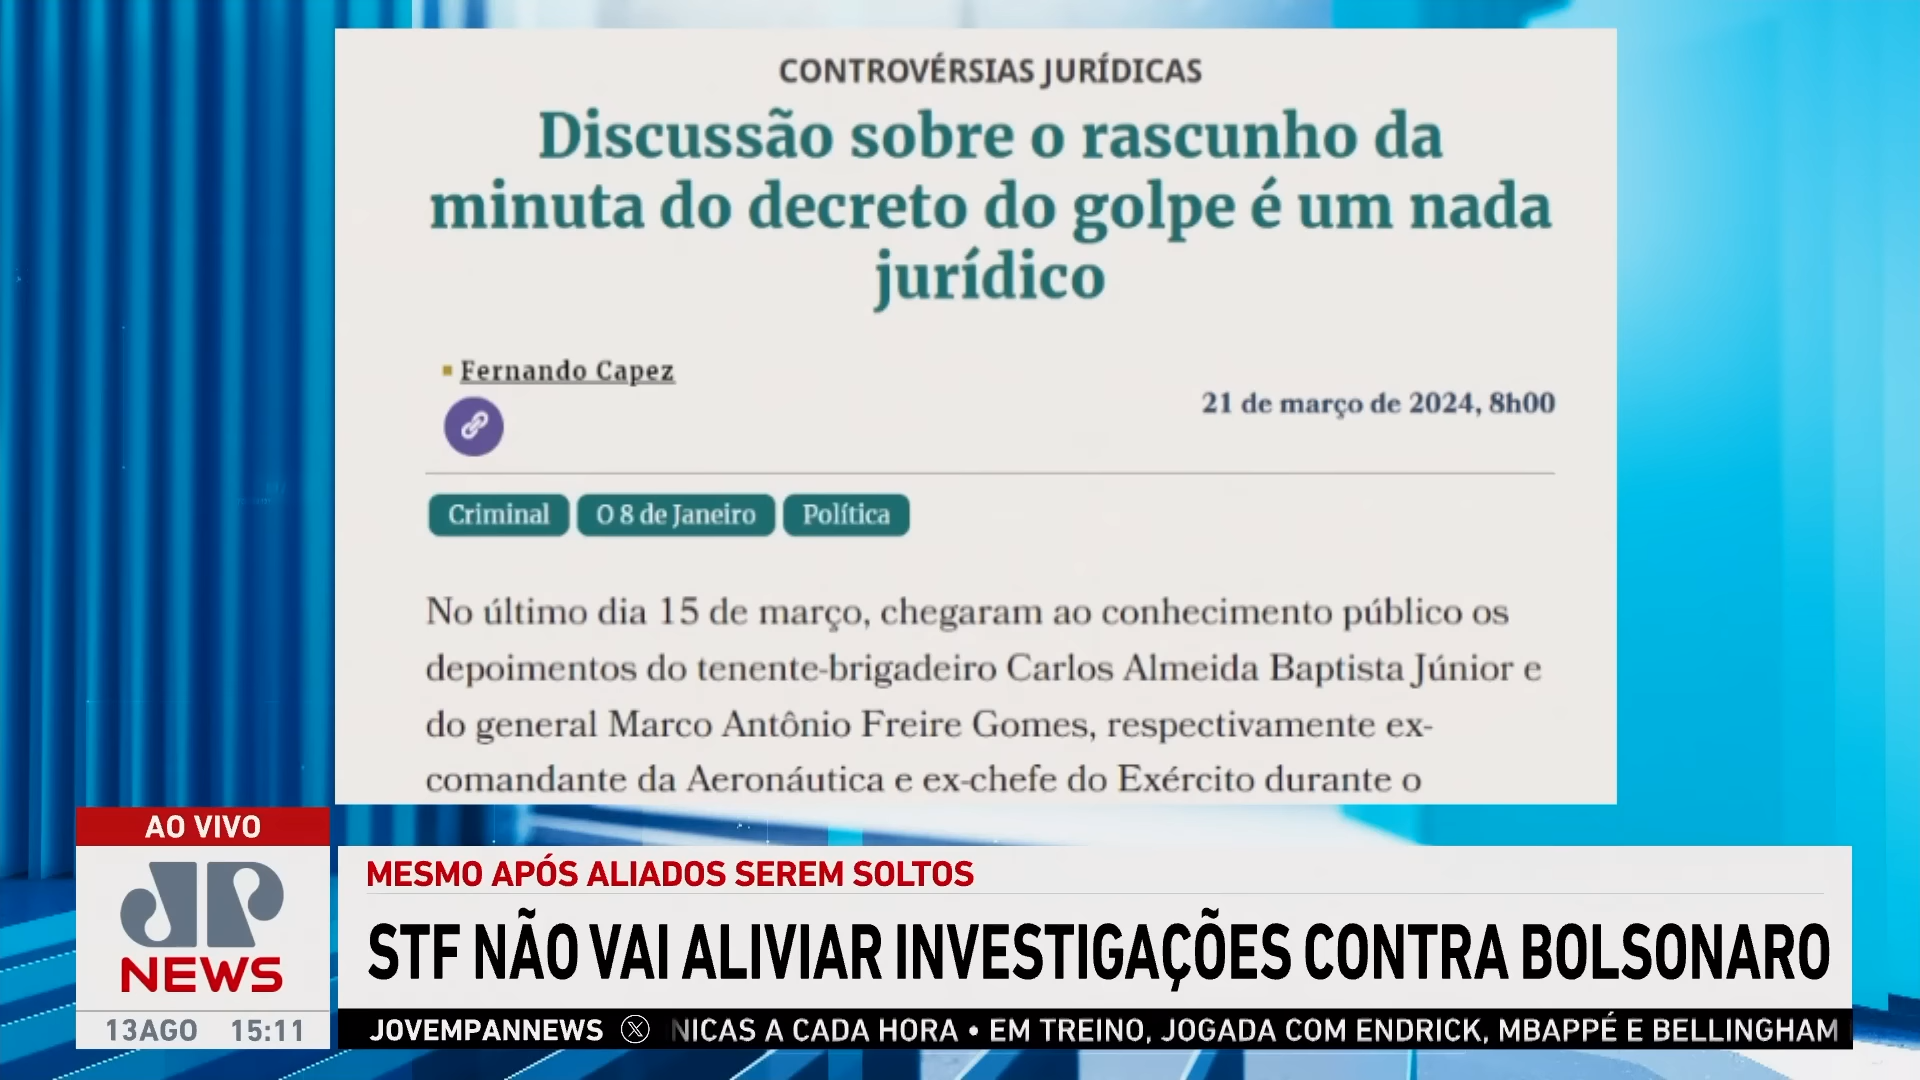 CONTROVÉRSIAS JURÍDICAS
Discussão sobre o rascunho da
minuta do decreto do golpe é um nada
jurídico
Fernando Capez
21 de março de 2024, 8h00
Criminal
O 8 de Janeiro
Política
No último dia 15 de março, chegaram ao conhecimento público os
depoimentos do tenente-brigadeiro Carlos Almeida Baptista Júnior e
do general Marco Antônio Freire Gomes, respectivamente ex-
comandante da Aeronáutica e ex-chefe do Exército durante o
AO VIVO
JP
NEWS
13AGO 15:11
MESMO APÓS ALIADOS SEREM SOLTOS
STF NÃO VAI ALIVIAR INVESTIGAÇÕES CONTRA BOLSONARO
JOVEMPANNEWS X NICAS A CADA HORA • EM TREINO, JOGADA COM ENDRICK, MBAPPÉ E BELLINGHAM